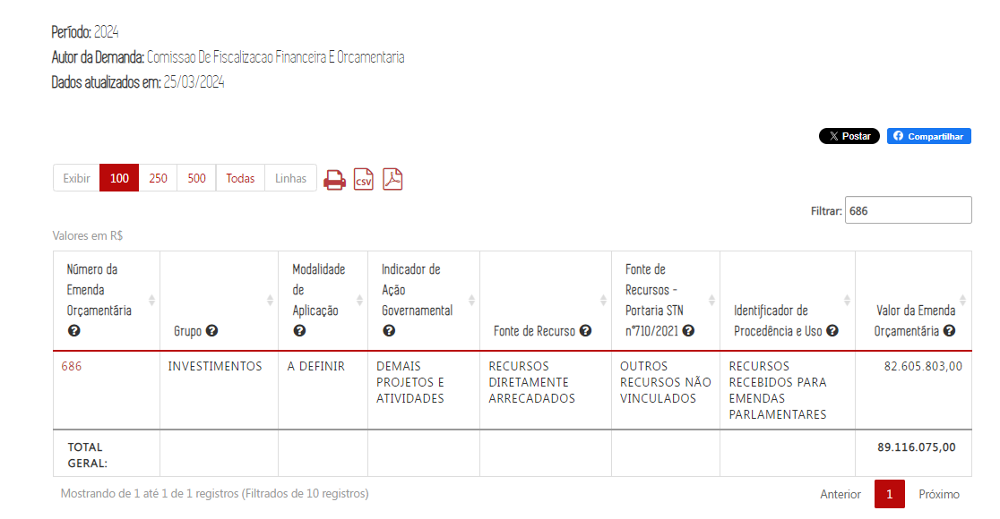 Período: 2024
Autor da Demanda: Comissao De Fiscalizacao Financeira E Orcamentaria
Dados atualizados em: 25/03/2024
Postar
Compartilhar
Exibir 100 250 500 Todas Linhas
CSV
Filtrar: 686
Valores em R$
Número da Emenda Orçamentária
Grupo
Modalidade de Aplicação
Indicador de Ação Governamental
Fonte de Recurso
Fonte de Recursos - Portaria STN n°710/2021
Identificador de Procedência e Uso
Valor da Emenda Orçamentária
686
INVESTIMENTOS
A DEFINIR
DEMAIS PROJETOS E ATIVIDADES
RECURSOS DIRETAMENTE ARRECADADOS
OUTROS RECURSOS NÃO VINCULADOS
RECURSOS RECEBIDOS PARA EMENDAS PARLAMENTARES
82.605.803,00
TOTAL GERAL:
89.116.075,00
Mostrando de 1 até 1 de 1 registros (Filtrados de 10 registros)
Anterior 1 Próximo